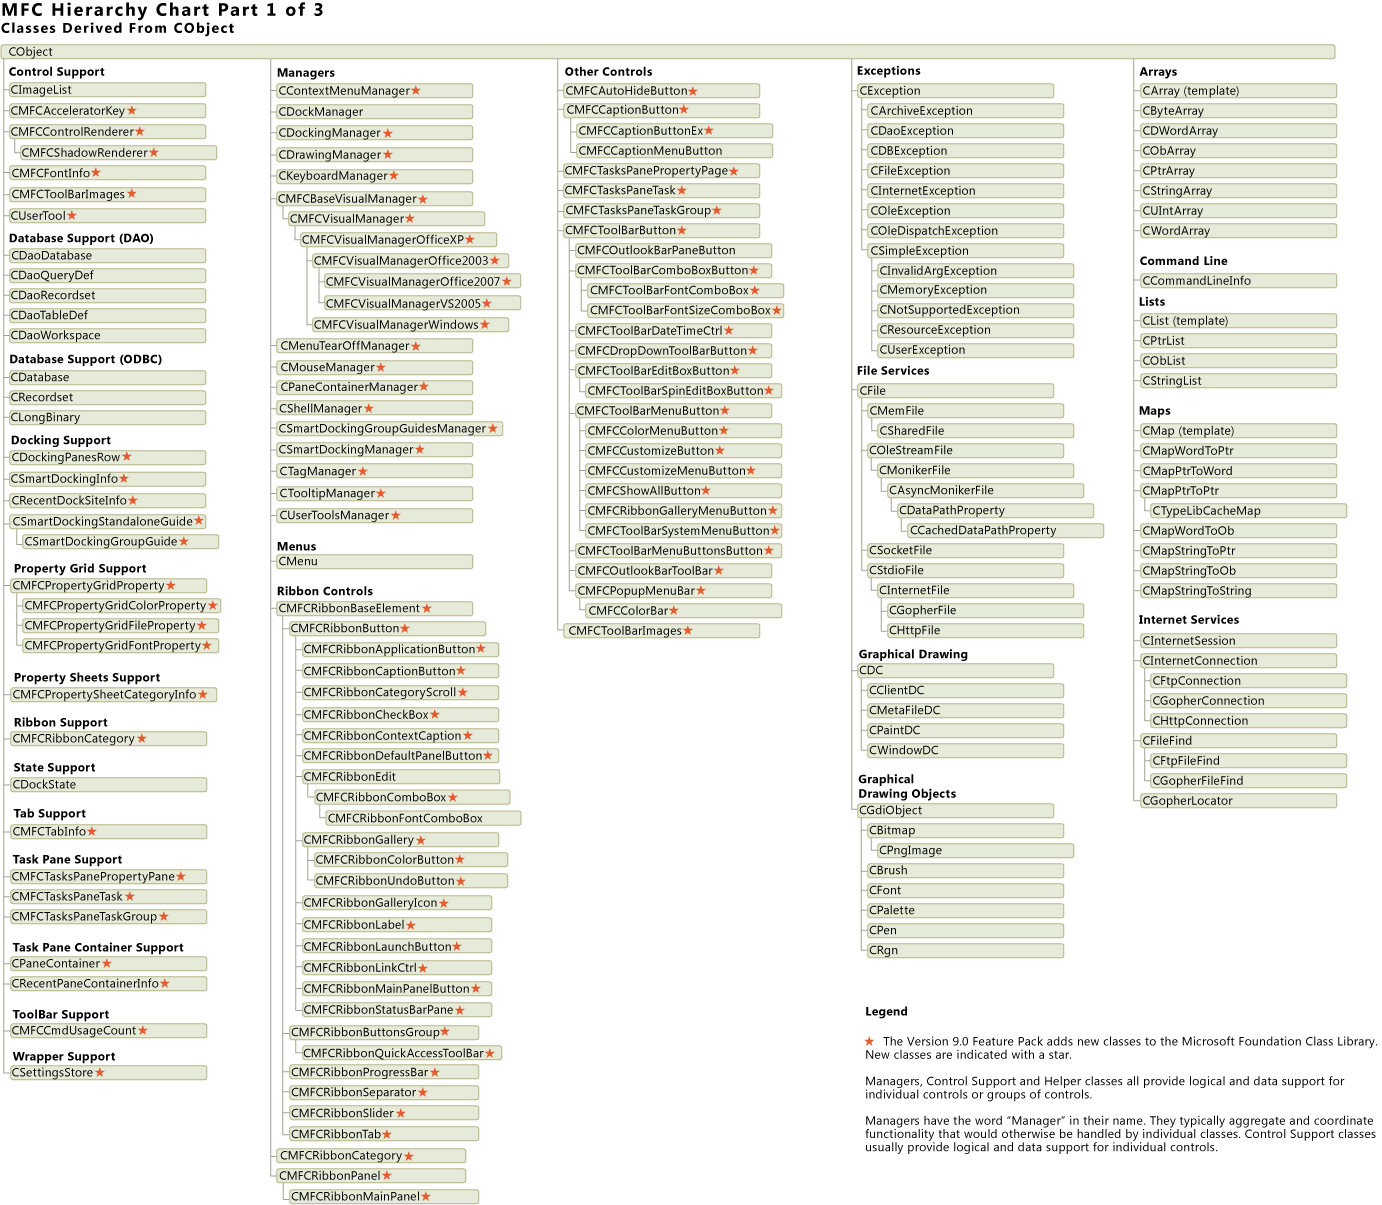 MFC Hierarchy Chart Part 1 of 3
Classes Derived From CObject
CObject
Control Support
CImageList
CMFCAcceleratorKey ★
CMFCControlRenderer ★
CMFCShadowRenderer ★
CMFCFontInfo ★
CMFCToolBarImages ★
CUserTool ★
Database Support (DAO)
CDaoDatabase
CDaoQueryDef
CDaoRecordset
CDaoTableDef
CDaoWorkspace
Database Support (ODBC)
CDatabase
CRecordset
CLongBinary
Docking Support
CDockingPanesRow ★
CSmartDockingInfo ★
CRecentDockSiteInfo ★
CSmartDockingStandaloneGuide ★
CSmartDockingGroupGuide ★
Property Grid Support
CMFCPropertyGridProperty ★
CMFCPropertyGridColorProperty ★
CMFCPropertyGridFileProperty ★
CMFCPropertyGridFontProperty ★
Property Sheets Support
CMFCPropertySheetCategoryInfo ★
Ribbon Support
CMFCRibbonCategory ★
State Support
CDockState
Tab Support
CMFCTabInfo ★
Task Pane Support
CMFCTasksPanePropertyPane ★
CMFCTasksPaneTask ★
CMFCTasksPaneTaskGroup ★
Task Pane Container Support
CPaneContainer ★
CRecentPaneContainerInfo ★
ToolBar Support
CMFCCmdUsageCount ★
Wrapper Support
CSettingsStore ★
Managers
CContextMenuManager ★
CDockManager
CDockingManager ★
CDrawingManager ★
CKeyboardManager ★
CMFCBaseVisualManager ★
CMFCVisualManager ★
CMFCVisualManagerOfficeXP ★
CMFCVisualManagerOffice2003 ★
CMFCVisualManagerOffice2007 ★
CMFCVisualManagerVS2005 ★
CMFCVisualManagerWindows ★
CMenuTearOffManager ★
CMouseManager ★
CPaneContainerManager ★
CShellManager ★
CSmartDockingGroupGuidesManager ★
CSmartDockingManager ★
CTagManager ★
CTooltipManager ★
CUserToolsManager ★
Menus
CMenu
Ribbon Controls
CMFCRibbonBaseElement ★
CMFCRibbonButton ★
CMFCRibbonApplicationButton ★
CMFCRibbonCaptionButton ★
CMFCRibbonCategoryScroll ★
CMFCRibbonCheckBox ★
CMFCRibbonContextCaption ★
CMFCRibbonDefaultPanelButton ★
CMFCRibbonEdit
CMFCRibbonComboBox ★
CMFCRibbonFontComboBox
CMFCRibbonGallery ★
CMFCRibbonColorButton ★
CMFCRibbonUndoButton ★
CMFCRibbonGalleryIcon ★
CMFCRibbonLabel ★
CMFCRibbonLaunchButton ★
CMFCRibbonLinkCtrl ★
CMFCRibbonMainPanelButton ★
CMFCRibbonStatusBarPane ★
CMFCRibbonButtonsGroup ★
CMFCRibbonQuickAccessToolBar ★
CMFCRibbonProgressBar ★
CMFCRibbonSeparator ★
CMFCRibbonSlider ★
CMFCRibbonTab ★
CMFCRibbonCategory ★
CMFCRibbonPanel ★
CMFCRibbonMainPanel ★
Other Controls
CMFCAutoHideButton ★
CMFCCaptionButton ★
CMFCCaptionButtonEx ★
CMFCCaptionMenuButton
CMFCTasksPanePropertyPage ★
CMFCTasksPaneTask ★
CMFCTasksPaneTaskGroup ★
CMFCToolBarButton ★
CMFCOutlookBarPaneButton
CMFCToolBarComboBoxButton ★
CMFCToolBarFontComboBox ★
CMFCToolBarFontSizeComboBox ★
CMFCToolBarDateTimeCtrl ★
CMFCDropDownToolBarButton ★
CMFCToolBarEditBoxButton ★
CMFCToolBarSpinEditBoxButton ★
CMFCToolBarMenuButton ★
CMFCColorMenuButton ★
CMFCCustomizeButton ★
CMFCCustomizeMenuButton ★
CMFCShowAllButton ★
CMFCRibbonGalleryMenuButton ★
CMFCToolBarSystemMenuButton ★
CMFCToolBarMenuButtonsButton ★
CMFCOutlookBarToolBar ★
CMFCPopupMenuBar ★
CMFCColorBar ★
CMFCToolBarImages ★
Exceptions
CException
CArchiveException
CDaoException
CDBException
CFileException
CInternetException
COleException
COleDispatchException
CSimpleException
CInvalidArgException
CMemoryException
CNotSupportedException
CResourceException
CUserException
File Services
CFile
CMemFile
CSharedFile
COleStreamFile
CMonikerFile
CAsyncMonikerFile
CDataPathProperty
CCachedDataPathProperty
CSocketFile
CStdioFile
CInternetFile
CGopherFile
CHttpFile
Graphical Drawing
CDC
CClientDC
CMetaFileDC
CPaintDC
CWindowDC
Graphical
Drawing Objects
CGdiObject
CBitmap
CPngImage
CBrush
CFont
CPalette
CPen
CRgn
Arrays
CArray (template)
CByteArray
CDWordArray
CObArray
CPtrArray
CStringArray
CUIntArray
CWordArray
Command Line
CCommandLineInfo
Lists
CList (template)
CPtrList
CObList
CStringList
Maps
CMap (template)
CMapWordToPtr
CMapPtrToWord
CMapPtrToPtr
CTypeLibCacheMap
CMapWordToOb
CMapStringToPtr
CMapStringToOb
CMapStringToString
Internet Services
CInternetSession
CInternetConnection
CFtpConnection
CGopherConnection
CHttpConnection
CFileFind
CFtpFileFind
CGopherFileFind
CGopherLocator
Legend
★ The Version 9.0 Feature Pack adds new classes to the Microsoft Foundation Class Library.
New classes are indicated with a star.
Managers, Control Support and Helper classes all provide logical and data support for
individual controls or groups of controls.
Managers have the word “Manager” in their name. They typically aggregate and coordinate
functionality that would otherwise be handled by individual classes. Control Support classes
usually provide logical and data support for individual controls.